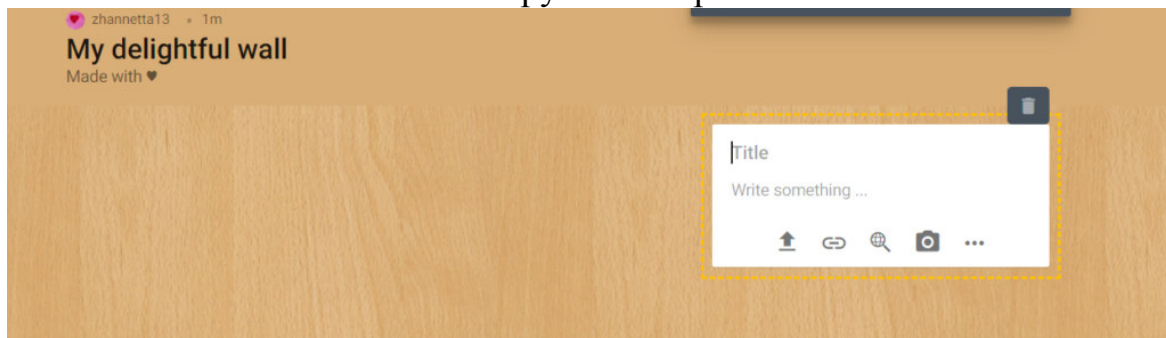 zhannetta13 • 1m
My delightful wall
Made with ♥
Title
Write something ...